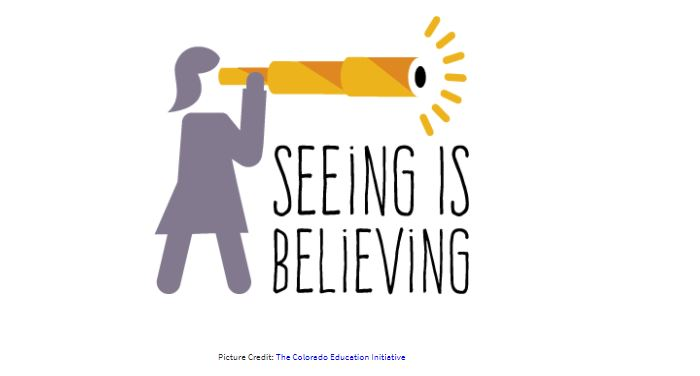 SEEING IS
BELiEViNG
Picture Credit: The Colorado Education Initiative